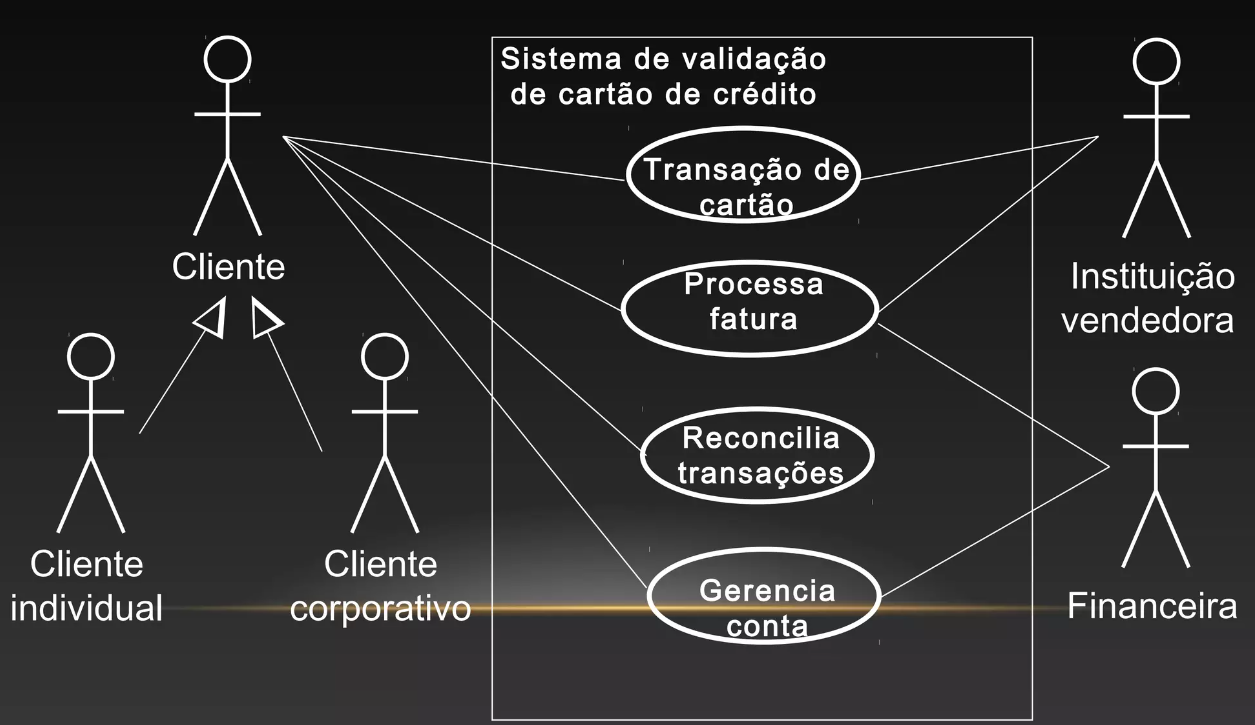 Sistema de validação
de cartão de crédito
Transação de
cartão
Processa
fatura
Reconcilia
transações
Gerencia
conta
Cliente
Cliente
individual
Cliente
corporativo
Instituição
vendedora
Financeira